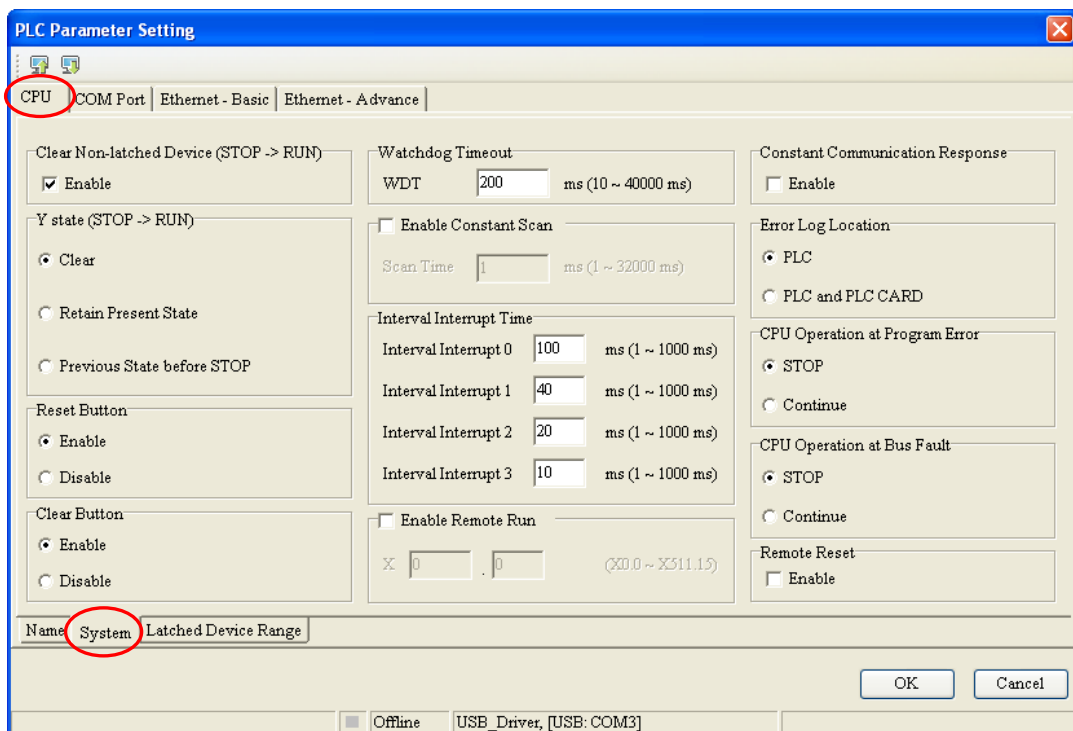 PLC Parameter Setting
CPU COM Port Ethernet - Basic Ethernet - Advance
Clear Non-latched Device (STOP -> RUN)
Enable
Y state (STOP -> RUN)
Clear
Retain Present State
Previous State before STOP
Reset Button
Enable
Disable
Clear Button
Enable
Disable
Watchdog Timeout
WDT 200 ms (10 ~ 40000 ms)
Enable Constant Scan
Scan Time 1 ms (1 ~ 32000 ms)
Interval Interrupt Time
Interval Interrupt 0 100 ms (1 ~ 1000 ms)
Interval Interrupt 1 40 ms (1 ~ 1000 ms)
Interval Interrupt 2 20 ms (1 ~ 1000 ms)
Interval Interrupt 3 10 ms (1 ~ 1000 ms)
Enable Remote Run
X 0 . 0 (X0.0 ~ X511.15)
Constant Communication Response
Enable
Error Log Location
PLC
PLC and PLC CARD
CPU Operation at Program Error
STOP
Continue
CPU Operation at Bus Fault
STOP
Continue
Remote Reset
Enable
Name System Latched Device Range
OK Cancel
Offline USB_Driver, [USB: COM3]